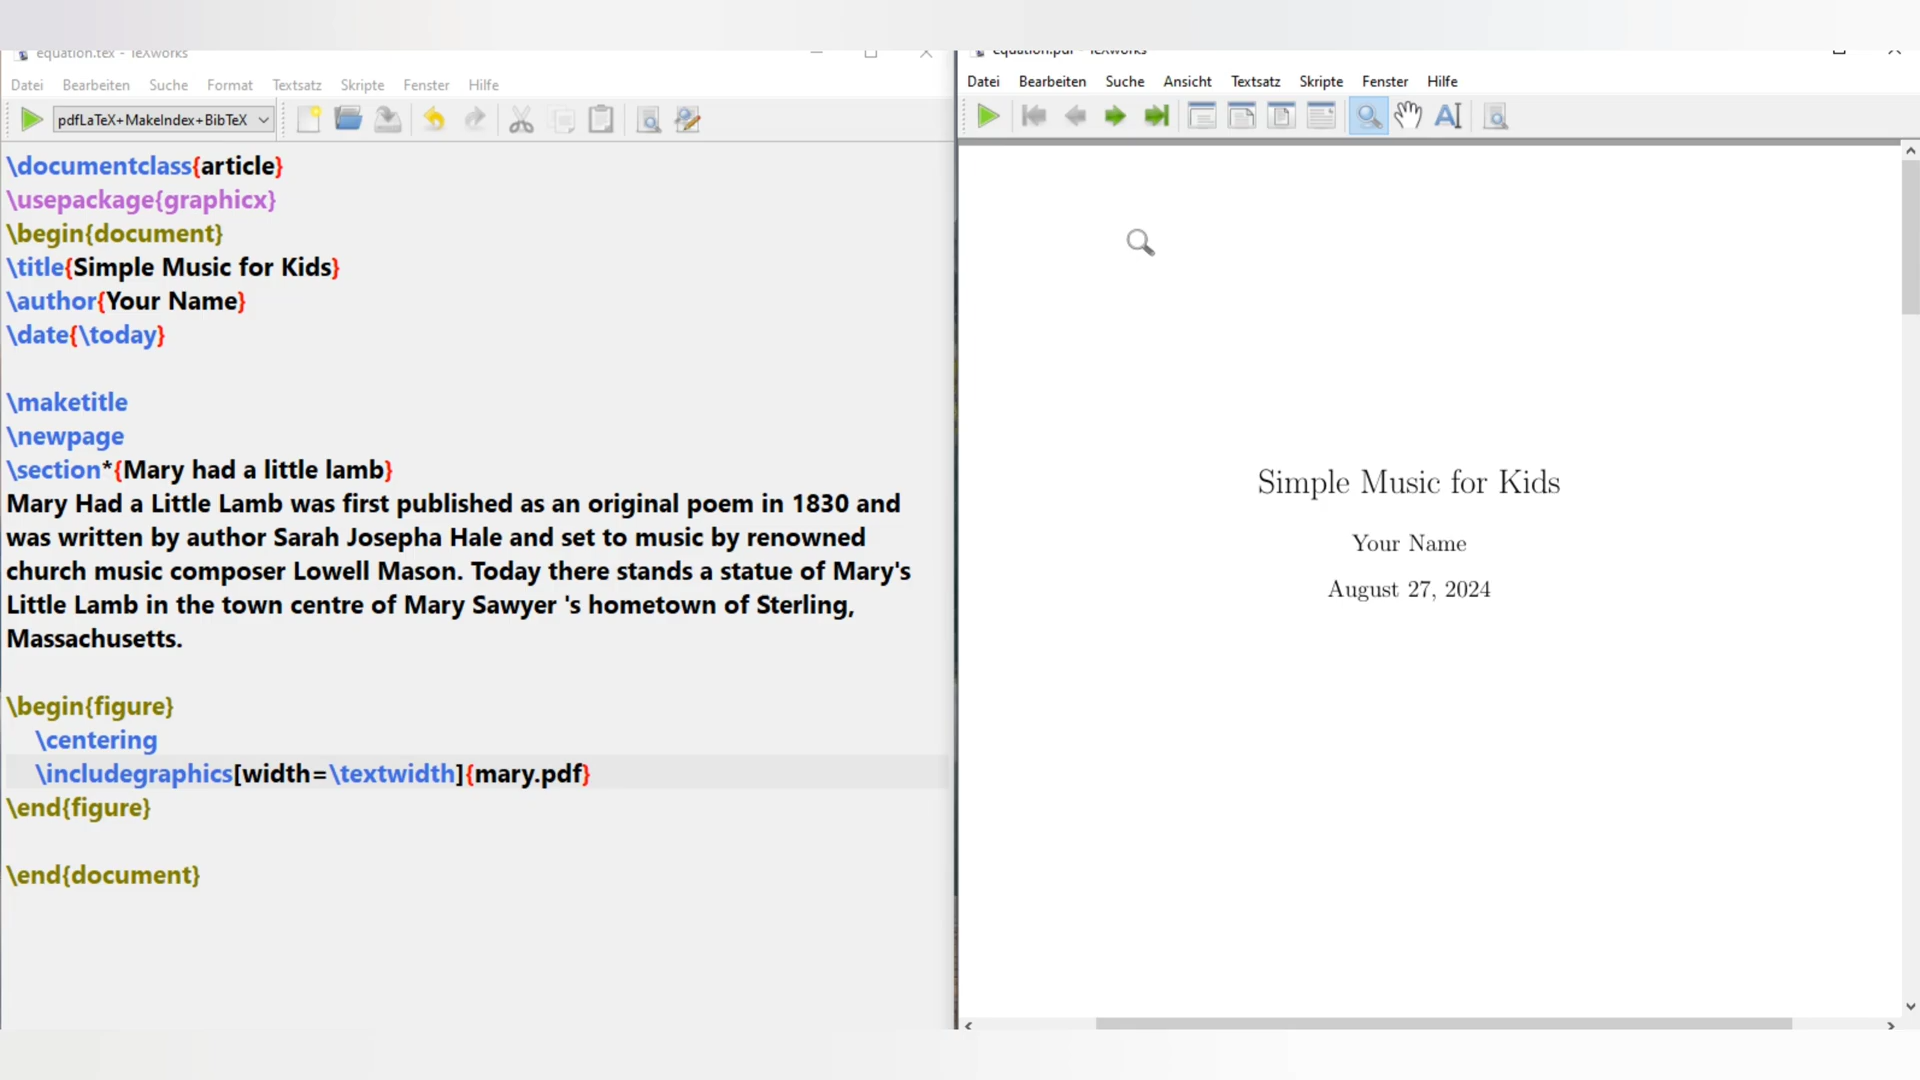 equation.tex - TeXworks
Datei Bearbeiten Suche Format Textsatz Skripte Fenster Hilfe
pdfLaTeX+MakeIndex+BibTeX
\documentclass{article}
\usepackage{graphicx}
\begin{document}
\title{Simple Music for Kids}
\author{Your Name}
\date{\today}
\maketitle
\newpage
\section*{Mary had a little lamb}
Mary Had a Little Lamb was first published as an original poem in 1830 and
was written by author Sarah Josepha Hale and set to music by renowned
church music composer Lowell Mason. Today there stands a statue of Mary's
Little Lamb in the town centre of Mary Sawyer 's hometown of Sterling,
Massachusetts.
\begin{figure}
\centering
\includegraphics[width=\textwidth]{mary.pdf}
\end{figure}
\end{document}
equation.pdf - TeXworks
Datei Bearbeiten Suche Ansicht Textsatz Skripte Fenster Hilfe
Simple Music for Kids
Your Name
August 27, 2024